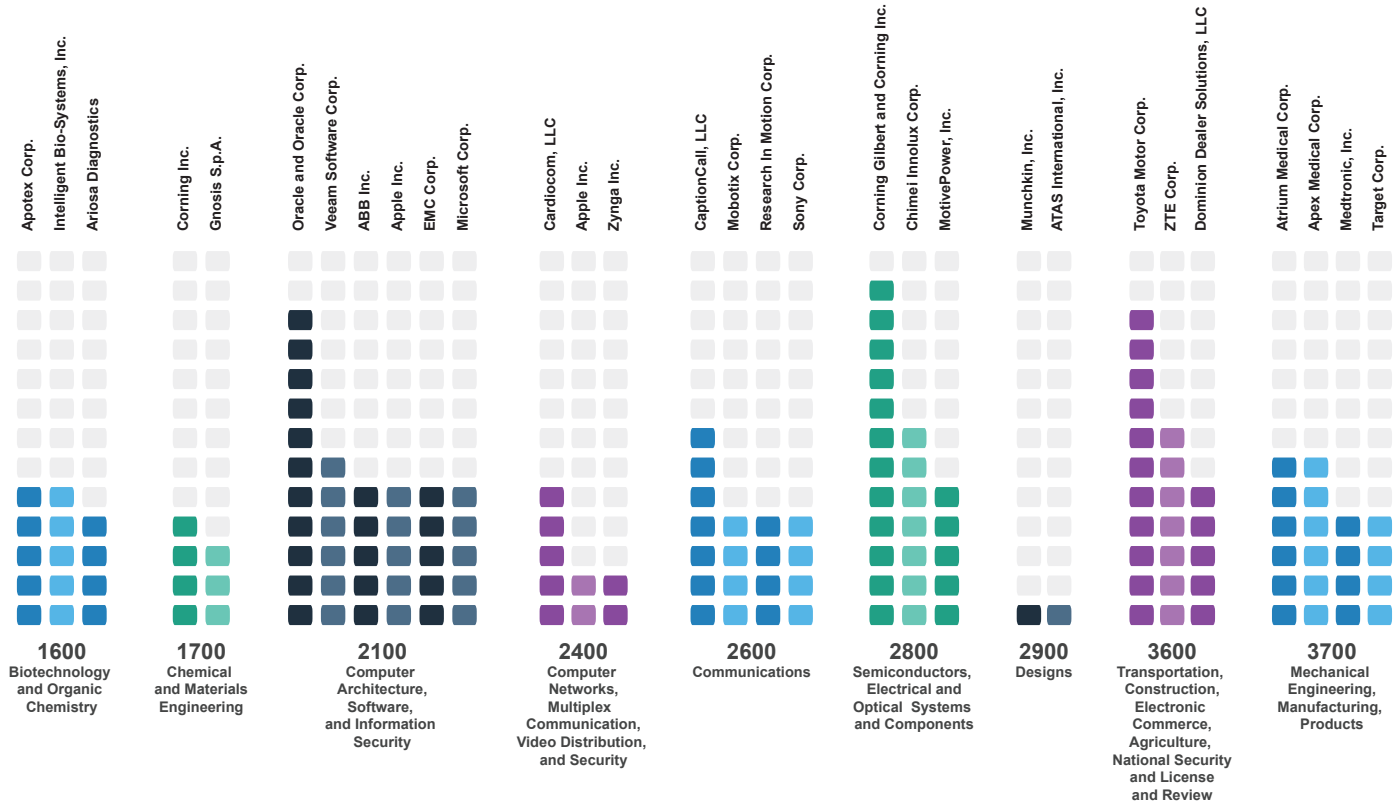 Apotex Corp.
Intelligent Bio-Systems, Inc.
Ariosa Diagnostics
Corning Inc.
Gnosis S.p.A.
Oracle and Oracle Corp.
Veeam Software Corp.
ABB Inc.
Apple Inc.
EMC Corp.
Microsoft Corp.
Cardiocom, LLC
Apple Inc.
Zynga Inc.
CaptionCall, LLC
Mobotix Corp.
Research In Motion Corp.
Sony Corp.
Corning Gilbert and Corning Inc.
Chimei Innolux Corp.
MotivePower, Inc.
Munchkin, Inc.
ATAS International, Inc.
Toyota Motor Corp.
ZTE Corp.
Dominion Dealer Solutions, LLC
Atrium Medical Corp.
Apex Medical Corp.
Medtronic, Inc.
Target Corp.
1600
Biotechnology
and Organic
Chemistry
1700
Chemical
and Materials
Engineering
2100
Computer
Architecture,
Software,
and Information
Security
2400
Computer
Networks,
Multiplex
Communication,
Video Distribution,
and Security
2600
Communications
2800
Semiconductors,
Electrical and
Optical Systems
and Components
2900
Designs
3600
Transportation,
Construction,
Electronic
Commerce,
Agriculture,
National Security
and License
and Review
3700
Mechanical
Engineering,
Manufacturing,
Products